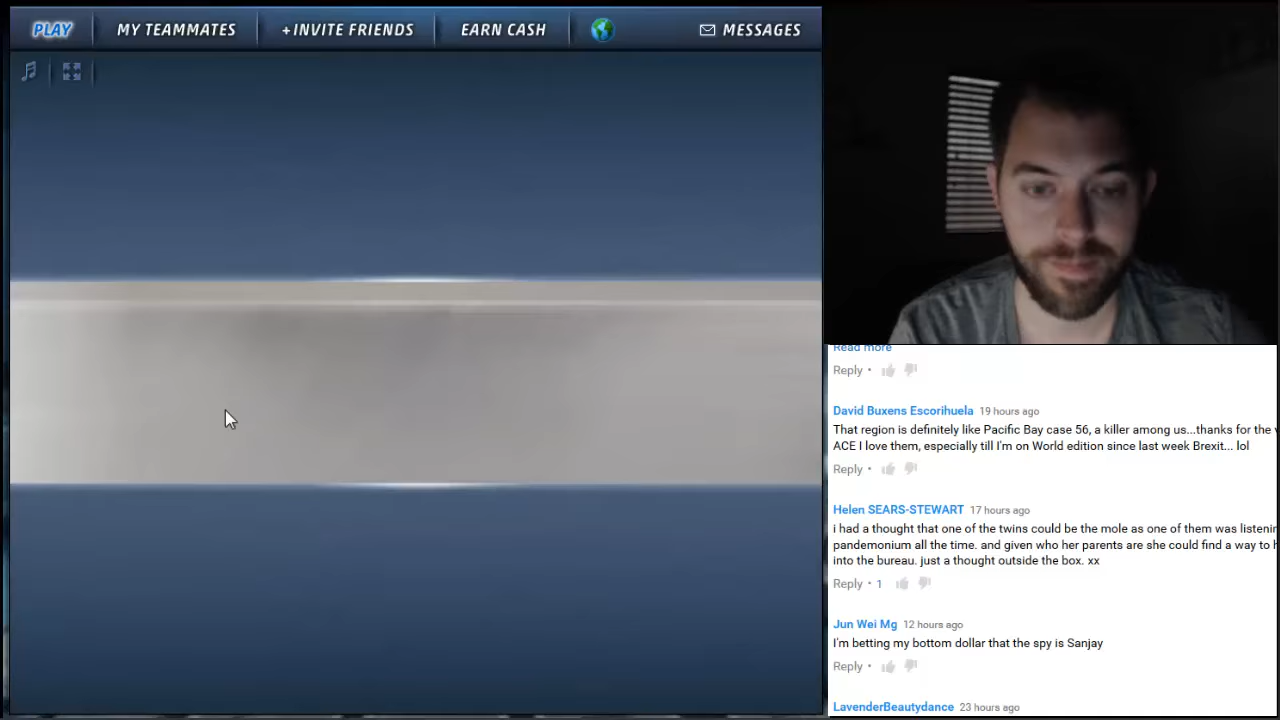 PLAY
MY TEAMMATES
+INVITE FRIENDS
EARN CASH
MESSAGES
Read more
Reply •
David Buxens Escorihuela 19 hours ago
That region is definitely like Pacific Bay case 56, a killer among us...thanks for the
ACE I love them, especially till I'm on World edition since last week Brexit... lol
Reply •
Helen SEARS-STEWART 17 hours ago
i had a thought that one of the twins could be the mole as one of them was
pandemonium all the time. and given who her parents are she could find a way to
into the bureau. just a thought outside the box. xx
Reply • 1
Jun Wei Mg 12 hours ago
I'm betting my bottom dollar that the spy is Sanjay
Reply •
LavenderBeautydance 23 hours ago